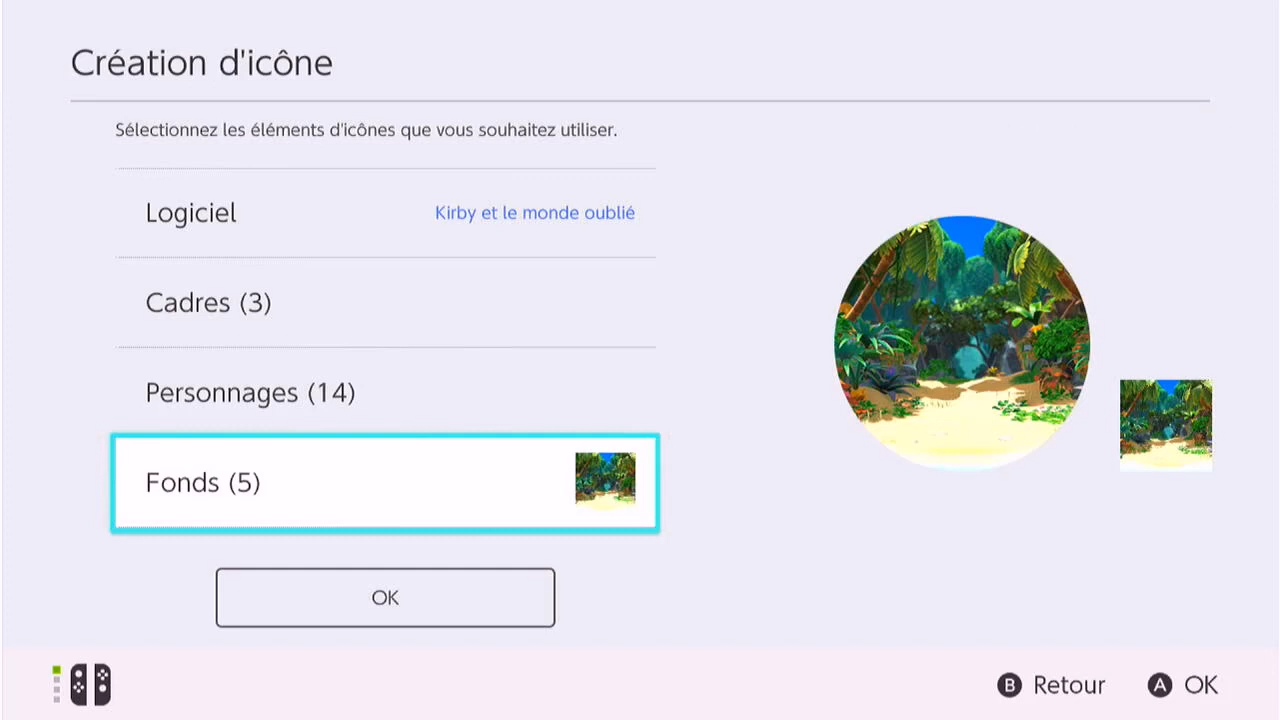 Création d'icône
Sélectionnez les éléments d'icônes que vous souhaitez utiliser.
Logiciel Kirby et le monde oublié
Cadres (3)
Personnages (14)
Fonds (5)
OK
B Retour A OK